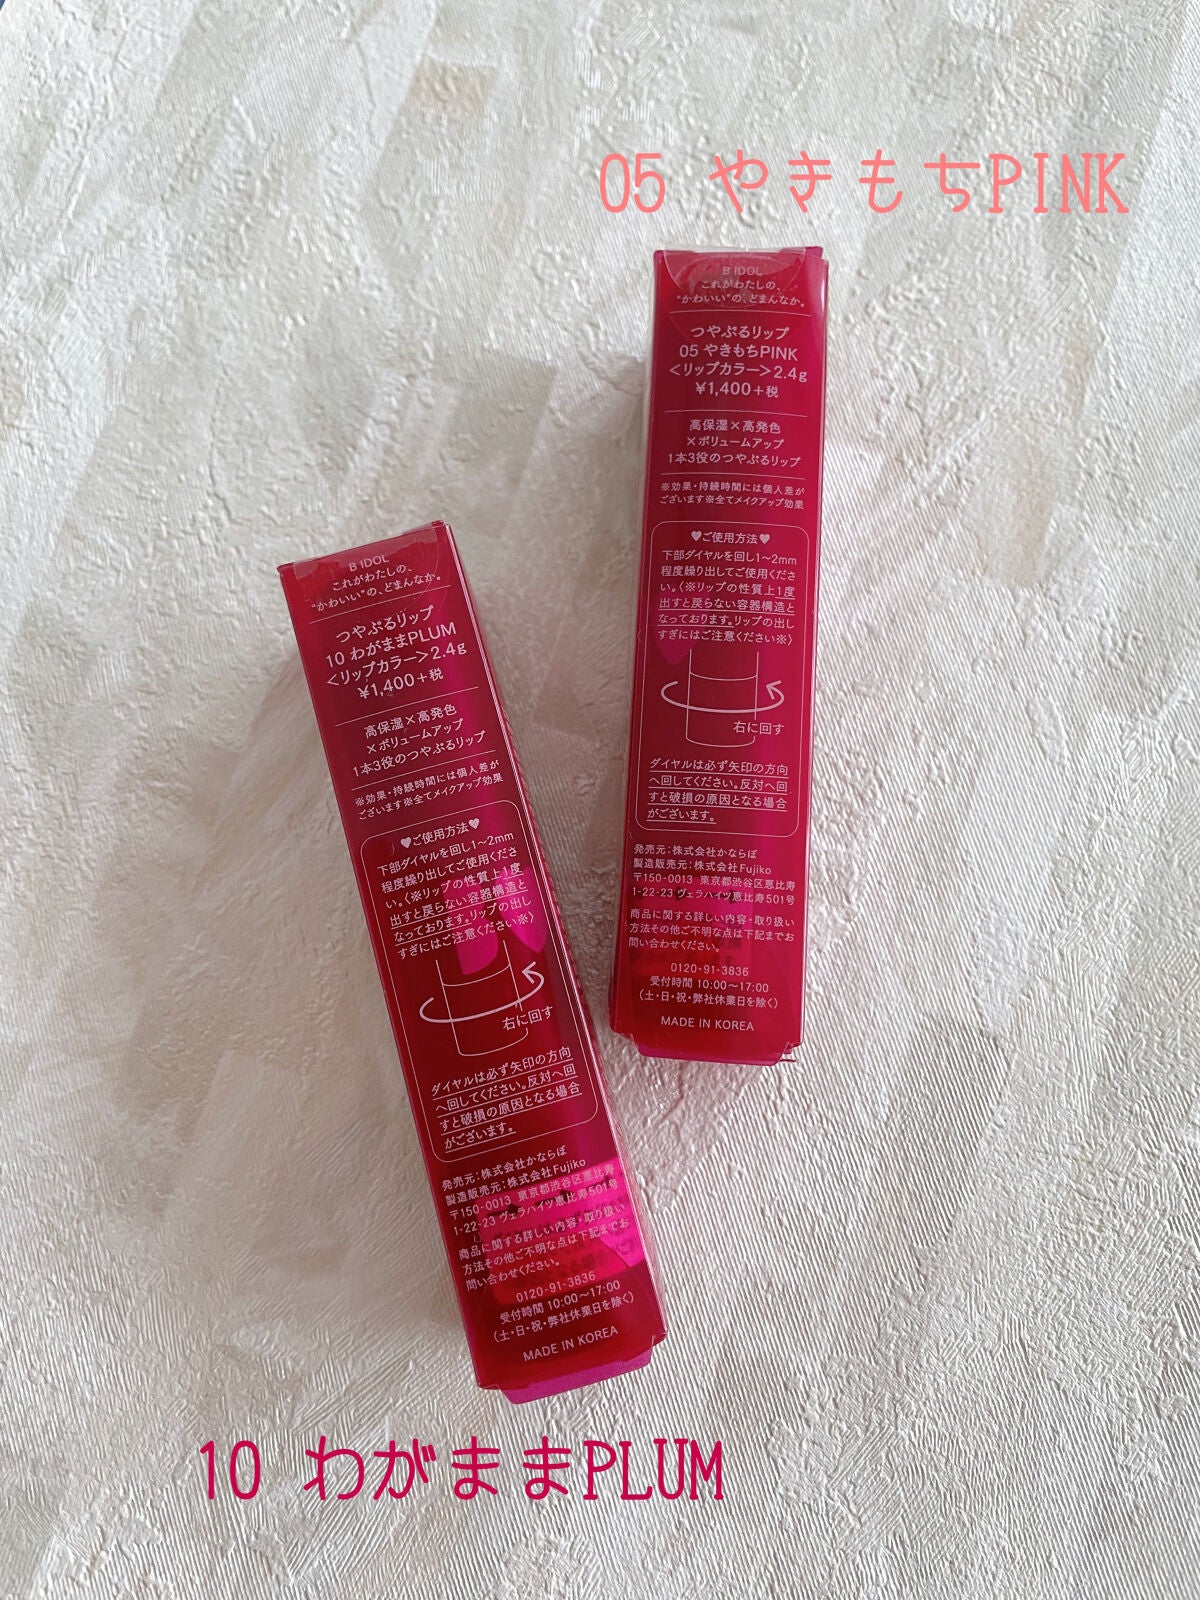 05 やきもちPINK
B IDOL
これがわたしの、
"かわいい"の、どまんなか。
つやぷるリップ
05 やきもちPINK
<リップカラー>2.4g
¥1,400+税
高保湿×高発色
×ボリュームアップ
1本3役のつやぷるリップ
※効果・持続時間には個人差が
ございます※全てメイクアップ効果
♥ご使用方法♥
下部ダイヤルを回し1〜2mm
程度繰り出してご使用くださ
い。〈※リップの性質上1度
出すと戻らない容器構造と
なっております。リップの出し
すぎにはご注意ください※〉
右に回す
ダイヤルは必ず矢印の方向
へ回してください。反対へ回
すと破損の原因となる場合
がございます。
発売元:株式会社かならぼ
製造販売元:株式会社Fujiko
〒150-0013 東京都渋谷区恵比寿
1-22-23 ヴェラハイツ恵比寿501号
商品に関する詳しい内容・取り扱い
方法その他ご不明な点は下記までお
問い合わせください。
0120-91-3836
受付時間 10:00〜17:00
(土・日・祝・弊社休業日を除く)
MADE IN KOREA
B IDOL
これがわたしの、
"かわいい"の、どまんなか。
つやぷるリップ
10 わがままPLUM
<リップカラー>2.4g
¥1,400+税
高保湿×高発色
×ボリュームアップ
1本3役のつやぷるリップ
※効果・持続時間には個人差が
ございます※全てメイクアップ効果
♥ご使用方法♥
下部ダイヤルを回し1〜2mm
程度繰り出してご使用くださ
い。〈※リップの性質上1度
出すと戻らない容器構造と
なっております。リップの出し
すぎにはご注意ください※〉
右に回す
ダイヤルは必ず矢印の方向
へ回してください。反対へ回
すと破損の原因となる場合
がございます。
発売元:株式会社かならぼ
製造販売元:株式会社Fujiko
〒150-0013 東京都渋谷区恵比寿
1-22-23 ヴェラハイツ恵比寿501号
商品に関する詳しい内容・取り扱い
方法その他ご不明な点は下記までお
問い合わせください。
0120-91-3836
受付時間 10:00〜17:00
(土・日・祝・弊社休業日を除く)
MADE IN KOREA
10 わがままPLUM